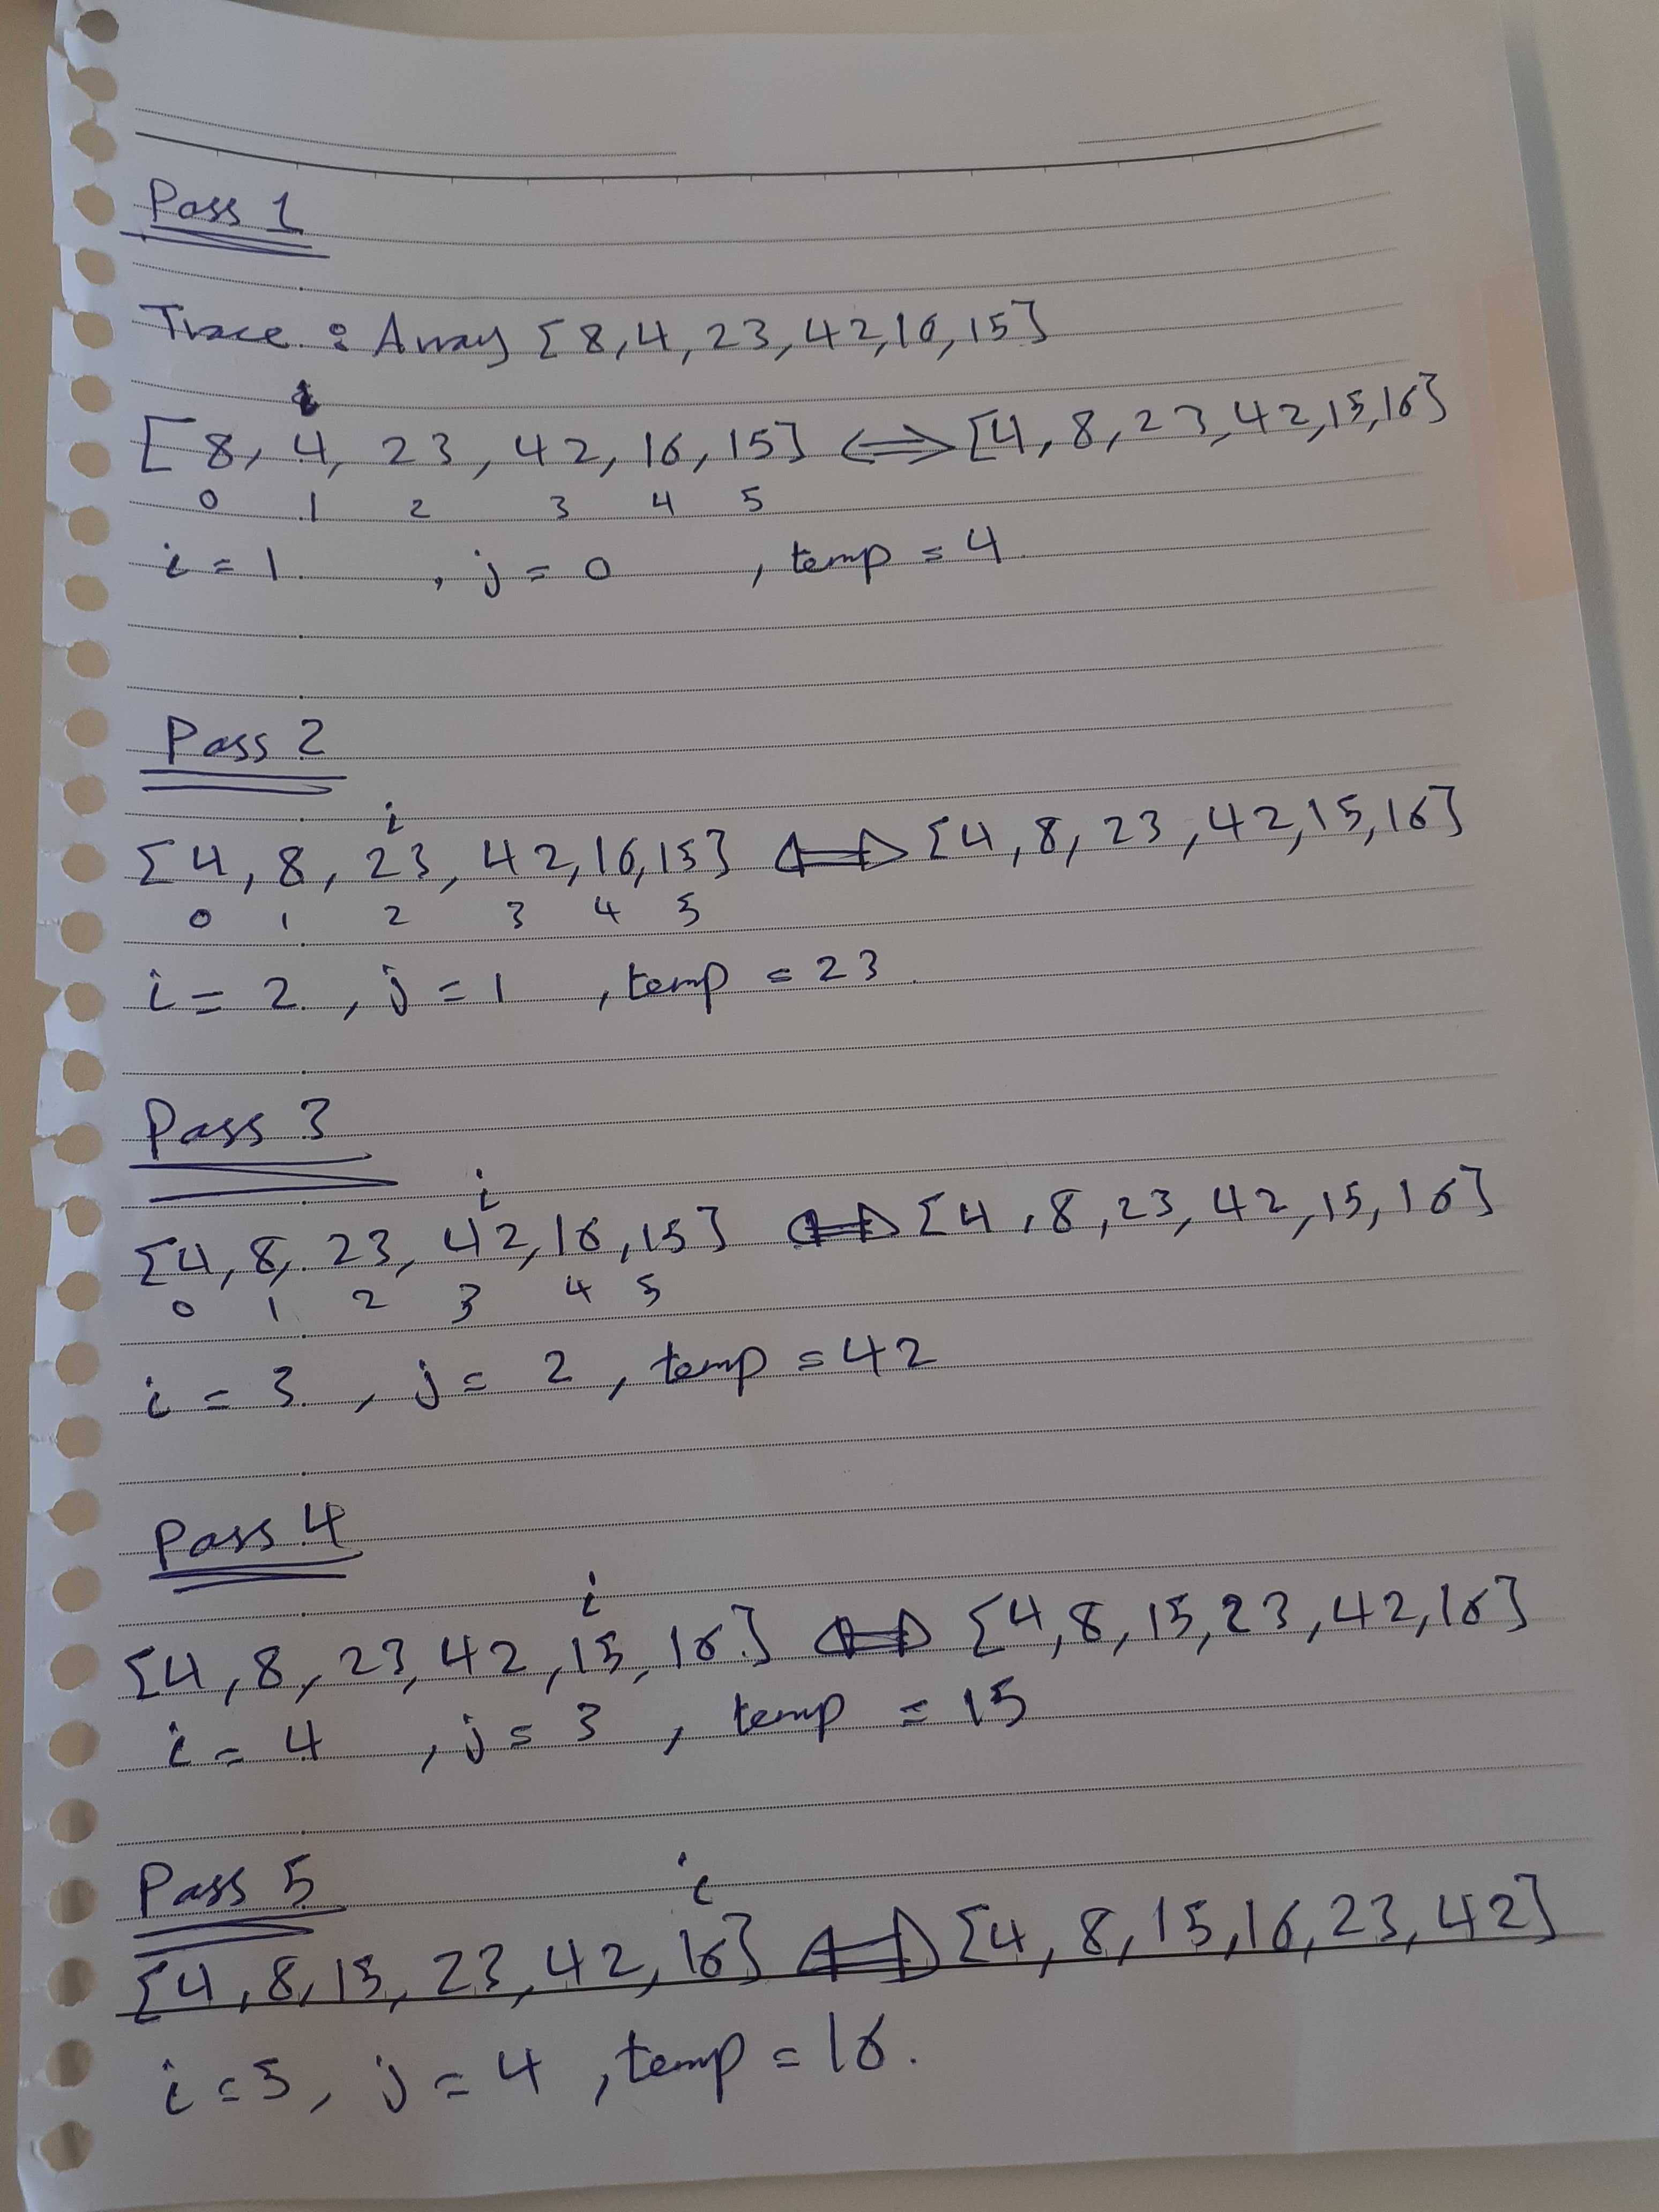 Pass 1
Trace : Array [8,4,23,42,16,15]
i
[8, 4, 23, 42, 16, 15] ⟺ [4,8,23,42,15,16]
0 1 2 3 4 5
i = 1 , j = 0 , temp = 4
Pass 2
i
[4, 8, 23, 42, 16, 15] ⟺ [4, 8, 23, 42, 15, 16]
0 1 2 3 4 5
i = 2 , j = 1 , temp = 23
Pass 3
i
[4, 8, 23, 42, 16, 15] ⟺ [4, 8, 23, 42, 15, 16]
0 1 2 3 4 5
i = 3 , j = 2 , temp = 42
Pass 4
i
[4, 8, 23, 42, 15, 16] ⟺ [4,8,15,23,42,16]
i = 4 , j = 3 , temp = 15
Pass 5
i
[4, 8, 15, 23, 42, 16] ⟺ [4, 8, 15, 16, 23, 42]
i = 5, j = 4 , temp = 16.